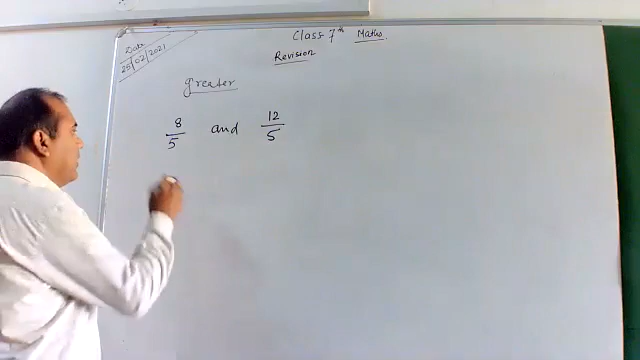 Date
25/02/2021
Class 7th Maths.
Revision
greater
8/5 and 12/5